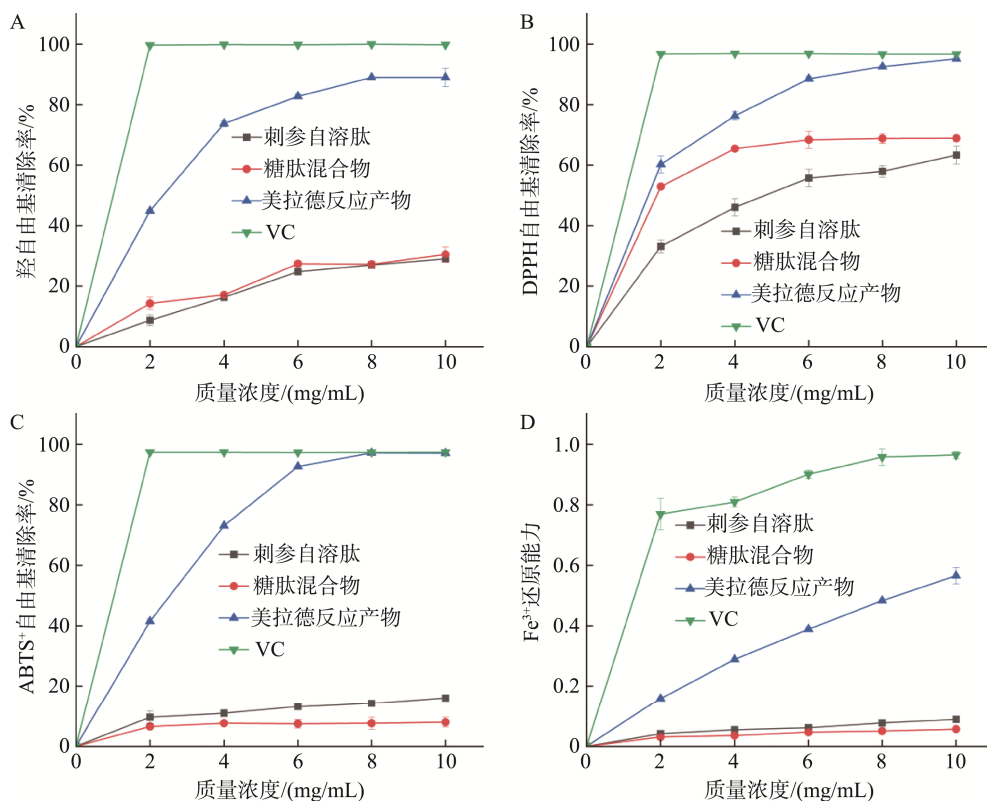 A
羟自由基清除率/%
100
80
60
40
20
0
刺参自溶肽
糖肽混合物
美拉德反应产物
VC
0 2 4 6 8 10
质量浓度/(mg/mL)
B
DPPH自由基清除率/%
100
80
60
40
20
0
刺参自溶肽
糖肽混合物
美拉德反应产物
VC
0 2 4 6 8 10
质量浓度/(mg/mL)
C
ABTS⁺自由基清除率/%
100
80
60
40
20
0
刺参自溶肽
糖肽混合物
美拉德反应产物
VC
0 2 4 6 8 10
质量浓度/(mg/mL)
D
Fe³⁺还原能力
1.0
0.8
0.6
0.4
0.2
0
刺参自溶肽
糖肽混合物
美拉德反应产物
VC
0 2 4 6 8 10
质量浓度/(mg/mL)